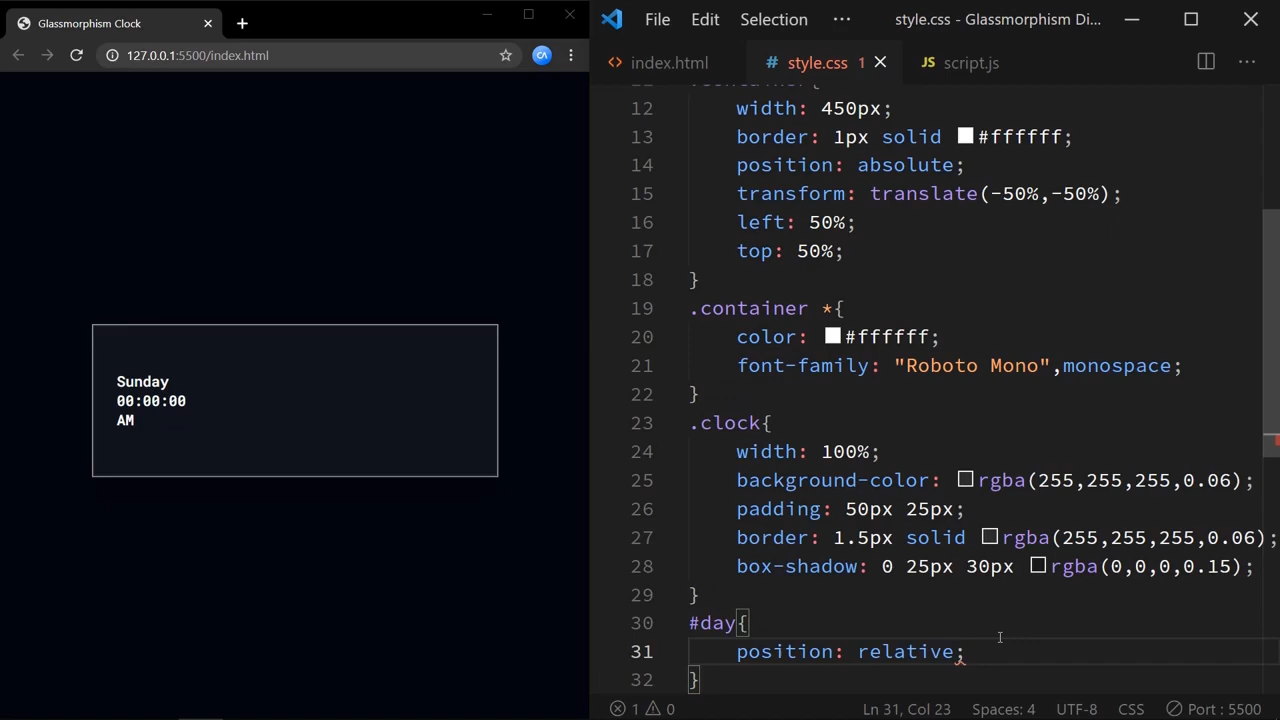 Glassmorphism Clock
127.0.0.1:5500/index.html
Sunday
00:00:00
AM
File Edit Selection ··· style.css - Glassmorphism Di...
<> index.html # style.css 1 JS script.js ···
12 width: 450px;
13 border: 1px solid #ffffff;
14 position: absolute;
15 transform: translate(-50%,-50%);
16 left: 50%;
17 top: 50%;
18 }
19 .container *{
20 color: #ffffff;
21 font-family: "Roboto Mono",monospace;
22 }
23 .clock{
24 width: 100%;
25 background-color: rgba(255,255,255,0.06);
26 padding: 50px 25px;
27 border: 1.5px solid rgba(255,255,255,0.06);
28 box-shadow: 0 25px 30px rgba(0,0,0,0.15);
29 }
30 #day{
31 position: relative;
32 }
1 0 Ln 31, Col 23 Spaces: 4 UTF-8 CSS Port : 5500